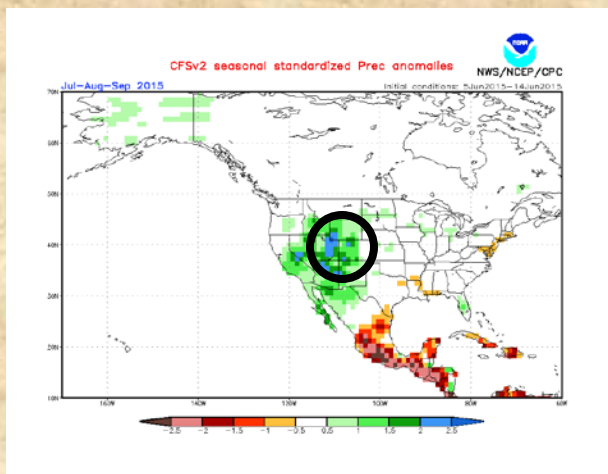 NOAA
CFSv2 seasonal standardized Prec anomalies
NWS/NCEP/CPC
Jul-Aug-Sep 2015
Initial conditions: 5Jun2015-14Jun2015
70N
60N
50N
40N
30N
20N
10N
160W
140W
120W
100W
80W
60W
-2.5 -2 -1.5 -1 -0.5 0.5 1 1.5 2 2.5